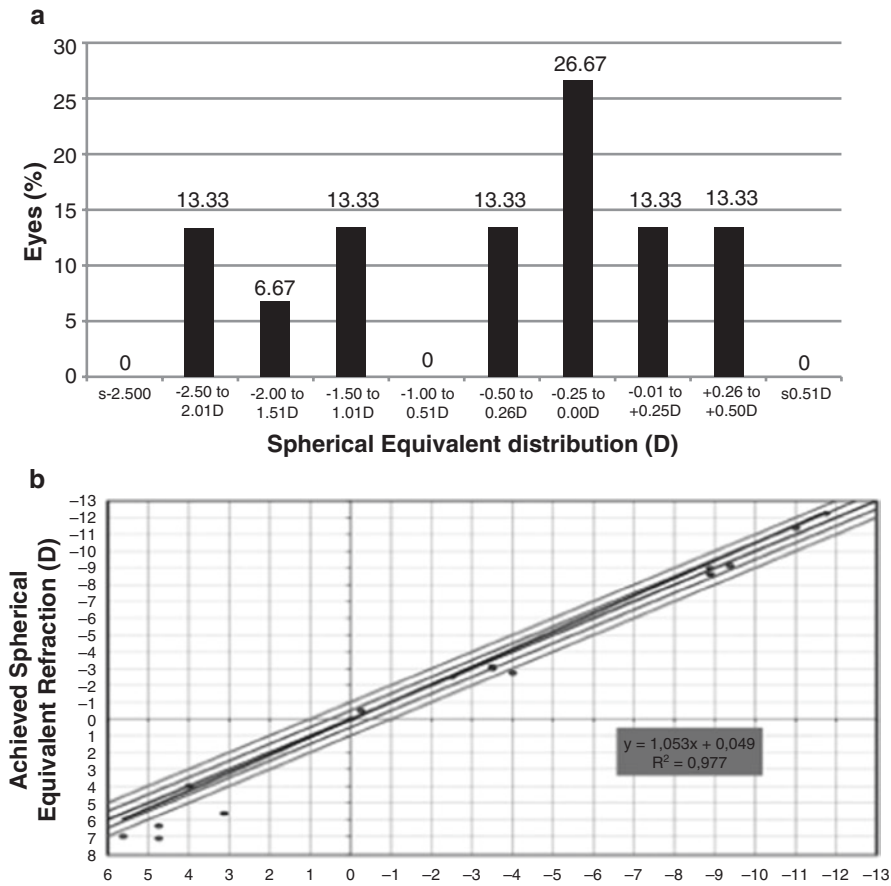 a
30
25
20
15
10
5
0
Eyes (%)
0
13.33
6.67
13.33
0
13.33
26.67
13.33
13.33
0
s-2.500
-2.50 to
2.01D
-2.00 to
1.51D
-1.50 to
1.01D
-1.00 to
0.51D
-0.50 to
0.26D
-0.25 to
0.00D
-0.01 to
+0.25D
+0.26 to
+0.50D
s0.51D
Spherical Equivalent distribution (D)
b
Achieved Spherical
Equivalent Refraction (D)
–13
–12
–11
–10
–9
–8
–7
–6
–5
–4
–3
–2
–1
0
1
2
3
4
5
6
7
8
y = 1,053x + 0,049
R² = 0,977
6 5 4 3 2 1 0 –1 –2 –3 –4 –5 –6 –7 –8 –9 –10 –11 –12 –13